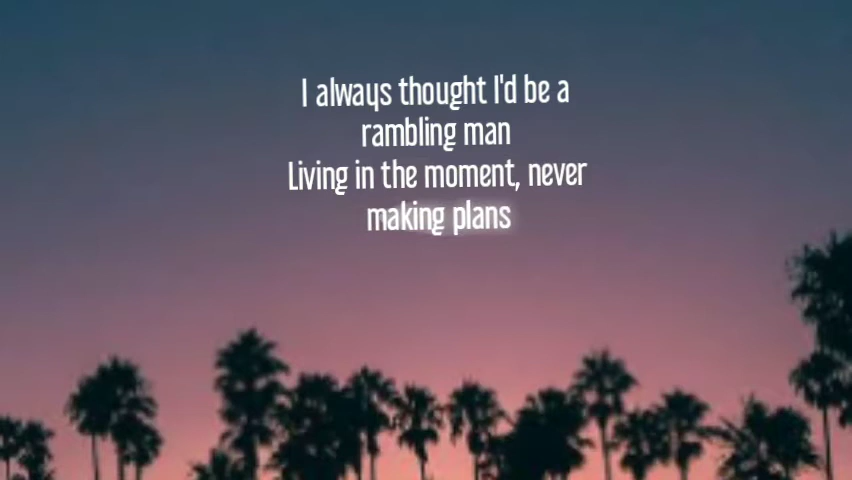 I always thought I'd be a
rambling man
Living in the moment, never
making plans